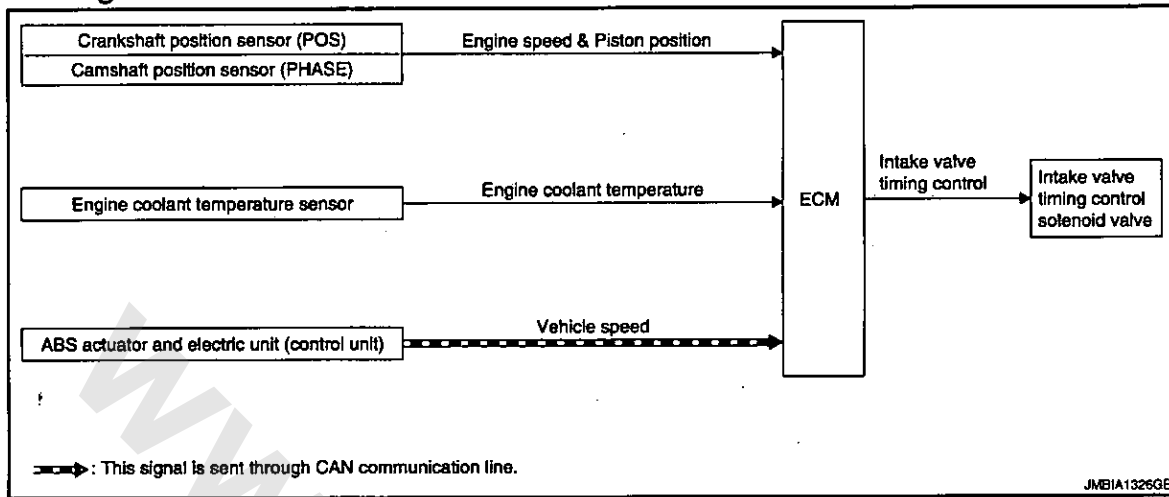 Crankshaft position sensor (POS)
Engine speed & Piston position
Camshaft position sensor (PHASE)
Engine coolant temperature sensor
Engine coolant temperature
ECM
Intake valve
timing control
Intake valve
timing control
solenoid valve
ABS actuator and electric unit (control unit)
Vehicle speed
: This signal is sent through CAN communication line.
JMBIA1326GB